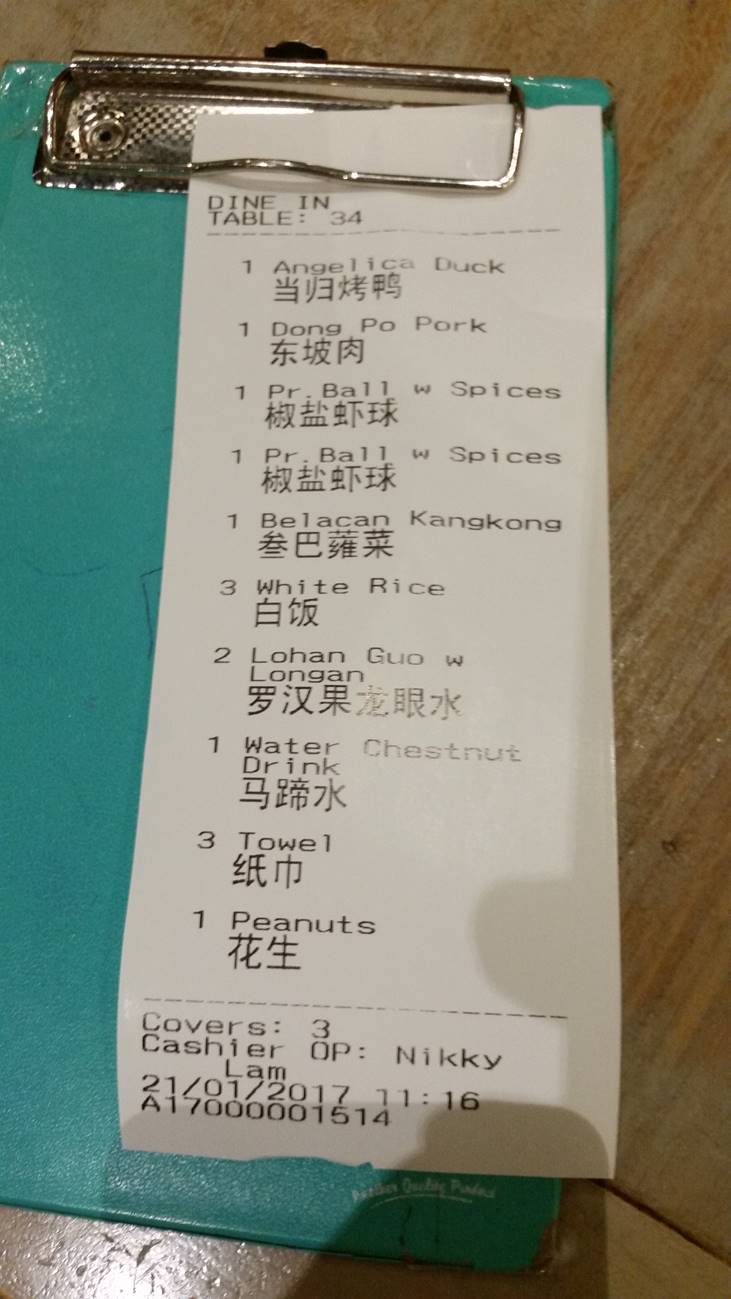 DINE IN
TABLE: 34
1 Angelica Duck
当归烤鸭
1 Dong Po Pork
东坡肉
1 Pr.Ball w Spices
椒盐虾球
1 Pr.Ball w Spices
椒盐虾球
1 Belacan Kangkong
叁巴蕹菜
3 White Rice
白饭
2 Lohan Guo w
Longan
罗汉果龙眼水
1 Water Chestnut
Drink
马蹄水
3 Towel
纸巾
1 Peanuts
花生
Covers: 3
Cashier OP: Nikky
Lam
21/01/2017 11:16
A17000001514
Another Quality Product